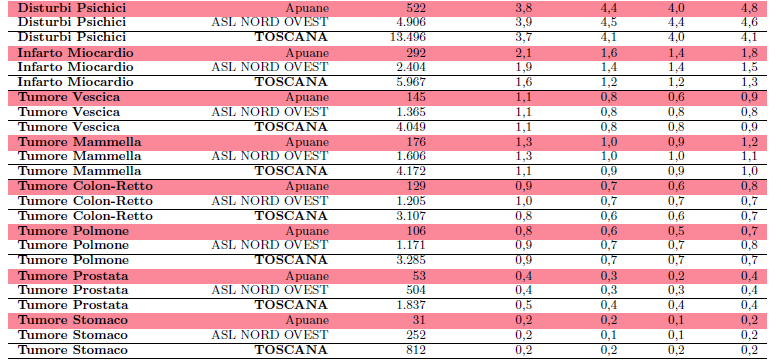 Disturbi Psichici Apuane 522 3,8 4,4 4,0 4,8
Disturbi Psichici ASL NORD OVEST 4.906 3,9 4,5 4,4 4,6
Disturbi Psichici TOSCANA 13.496 3,7 4,1 4,0 4,1
Infarto Miocardio Apuane 292 2,1 1,6 1,4 1,8
Infarto Miocardio ASL NORD OVEST 2.404 1,9 1,4 1,4 1,5
Infarto Miocardio TOSCANA 5.967 1,6 1,2 1,2 1,3
Tumore Vescica Apuane 145 1,1 0,8 0,6 0,9
Tumore Vescica ASL NORD OVEST 1.365 1,1 0,8 0,8 0,8
Tumore Vescica TOSCANA 4.049 1,1 0,8 0,8 0,9
Tumore Mammella Apuane 176 1,3 1,0 0,9 1,2
Tumore Mammella ASL NORD OVEST 1.606 1,3 1,0 1,0 1,1
Tumore Mammella TOSCANA 4.172 1,1 0,9 0,9 1,0
Tumore Colon-Retto Apuane 129 0,9 0,7 0,6 0,8
Tumore Colon-Retto ASL NORD OVEST 1.205 1,0 0,7 0,7 0,7
Tumore Colon-Retto TOSCANA 3.107 0,8 0,6 0,6 0,7
Tumore Polmone Apuane 106 0,8 0,6 0,5 0,7
Tumore Polmone ASL NORD OVEST 1.171 0,9 0,7 0,7 0,8
Tumore Polmone TOSCANA 3.285 0,9 0,7 0,7 0,7
Tumore Prostata Apuane 53 0,4 0,3 0,2 0,4
Tumore Prostata ASL NORD OVEST 504 0,4 0,3 0,3 0,4
Tumore Prostata TOSCANA 1.837 0,5 0,4 0,4 0,4
Tumore Stomaco Apuane 31 0,2 0,2 0,1 0,2
Tumore Stomaco ASL NORD OVEST 252 0,2 0,1 0,1 0,2
Tumore Stomaco TOSCANA 812 0,2 0,2 0,2 0,2